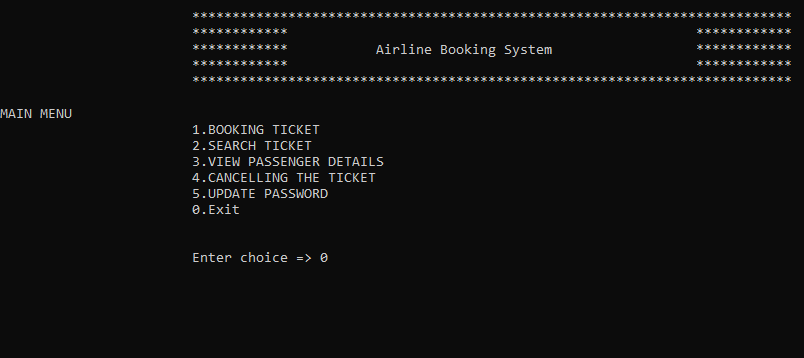 ***************************************************************************
************                                                   ************
************           Airline Booking System                  ************
************                                                   ************
***************************************************************************
MAIN MENU
1.BOOKING TICKET
2.SEARCH TICKET
3.VIEW PASSENGER DETAILS
4.CANCELLING THE TICKET
5.UPDATE PASSWORD
0.Exit
Enter choice => 0